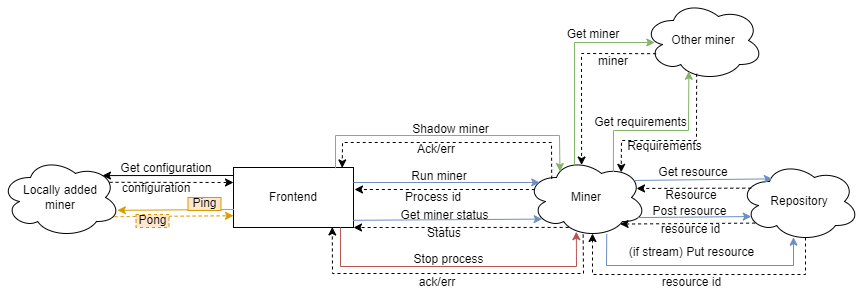 Get miner
Other miner
miner
Get requirements
Shadow miner
Ack/err
Requirements
Get configuration
Run miner
Get resource
Locally added
miner
configuration
Frontend
Process id
Miner
Resource
Repository
Ping
Get miner status
Post resource
Pong
Status
resource id
Stop process
(if stream) Put resource
ack/err
resource id